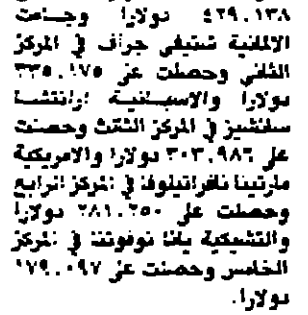 ٤٢٩.١٣٨ دولارا وجاءت
الالمانية شتيفي جراف في المركز
الثاني وحصلت على ٣٣٥.١٧٥
دولارا والاسبانية ارانتشا
سانشيز في المركز الثالث وحصلت
على ٣٠٣.٩٨٦ دولارا والامريكية
مارتينا نافراتيلوفا في المركز الرابع
وحصلت على ٢٨١.٢٥٠ دولارا
والتشيكية يانا نوفوتنا في المركز
الخامس وحصلت على ١٧٩.٠٩٧
دولارا.